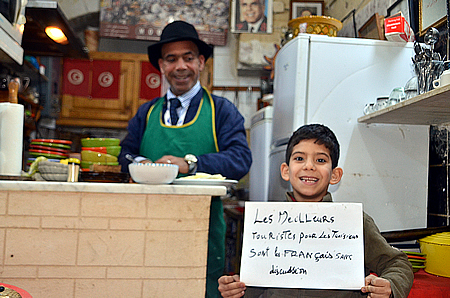 Les Meilleurs
touristes pour les Tunisiens
Sont les Français sans
discussion